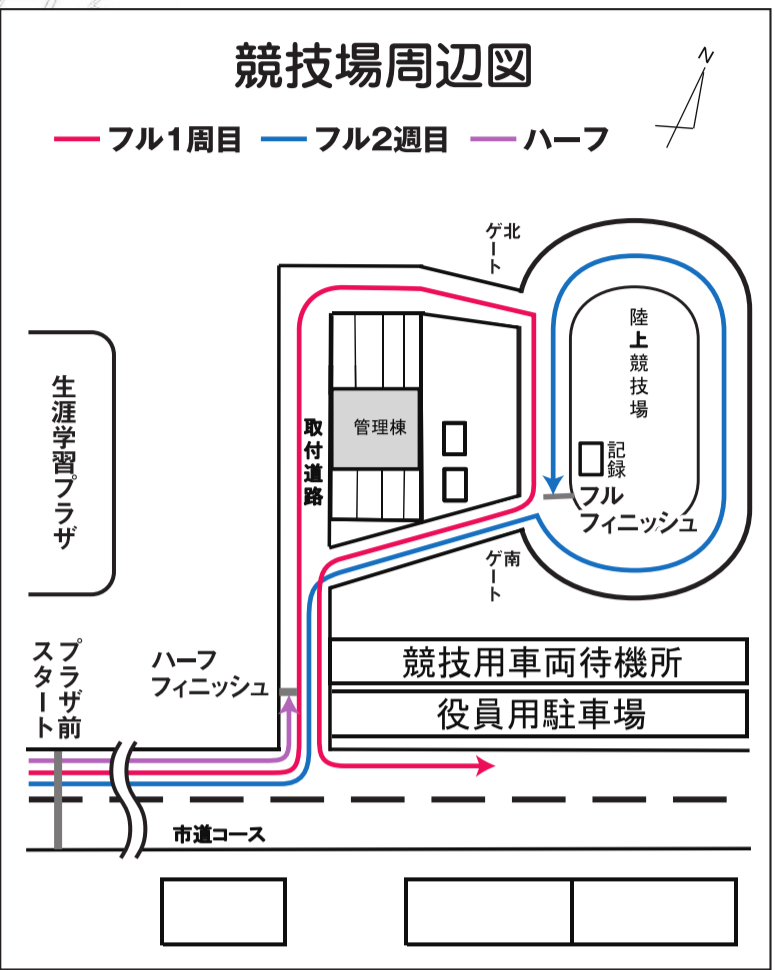 競技場周辺図
N
フル1周目 フル2週目 ハーフ
北ゲート
陸上競技場
生涯学習プラザ
取付道路
管理棟
記録
フル
フィニッシュ
南ゲート
プラザ前
スタート
ハーフ
フィニッシュ
競技用車両待機所
役員用駐車場
市道コース